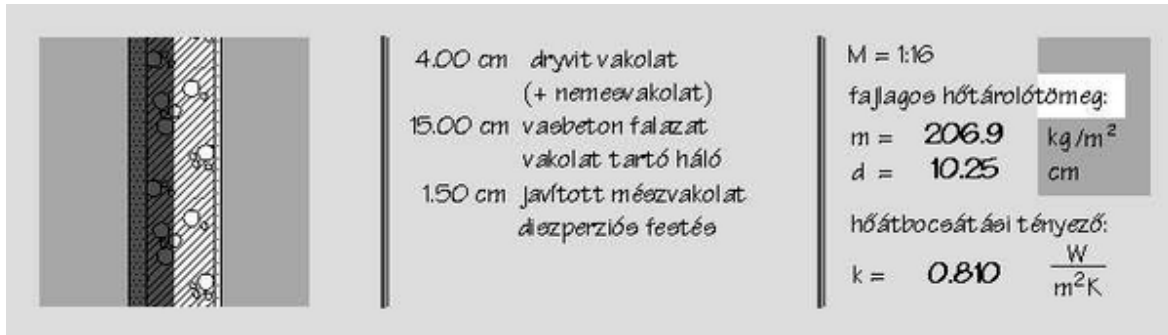 4.00 cm dryvit vakolat
(+ nemesvakolat)
15.00 cm vasbeton falazat
vakolat tartó háló
1.50 cm javított mészvakolat
diszperziós festés
M = 1:16
fajlagos hőtárolótömeg:
m = 206.9 kg/m²
d = 10.25 cm
hőátbocsátási tényező:
k = 0.810 W/m²K